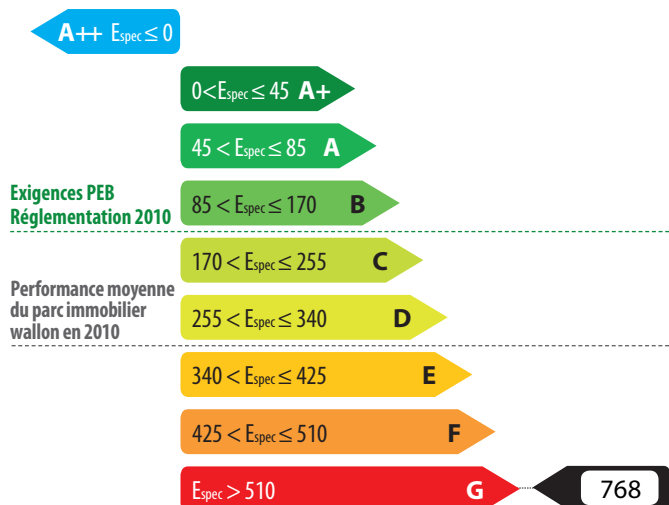 A++ Espec ≤ 0
0<Espec ≤ 45 A+
45 < Espec ≤ 85 A
Exigences PEB
Réglementation 2010
85 < Espec ≤ 170 B
170 < Espec ≤ 255 C
Performance moyenne
du parc immobilier
wallon en 2010
255 < Espec ≤ 340 D
340 < Espec ≤ 425 E
425 < Espec ≤ 510 F
Espec > 510 G
768